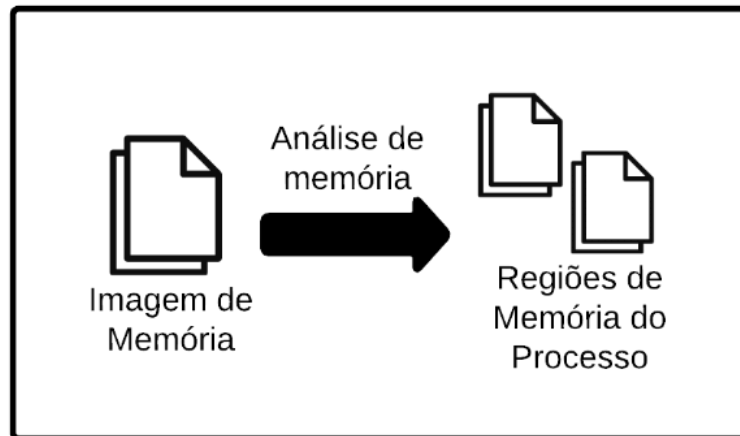 Análise de
memória
Imagem de
Memória
Regiões de
Memória do
Processo